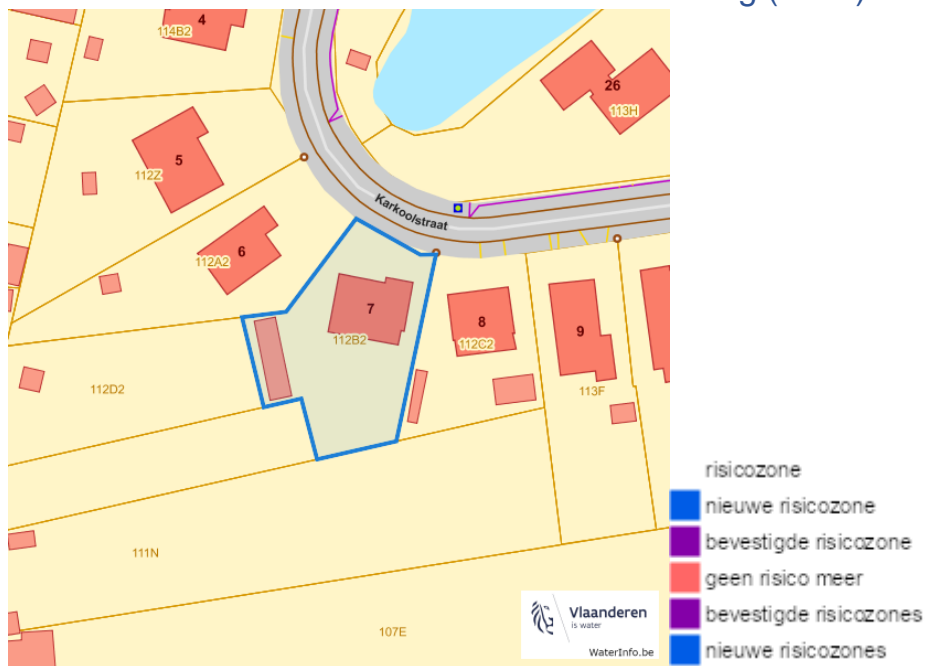 4
114B2
26
113H
5
112Z
Karkoolstraat
6
112A2
7
112B2
8
112C2
9
113F
112D2
111N
107E
Vlaanderen
is water
WaterInfo.be
risicozone
nieuwe risicozone
bevestigde risicozone
geen risico meer
bevestigde risicozones
nieuwe risicozones